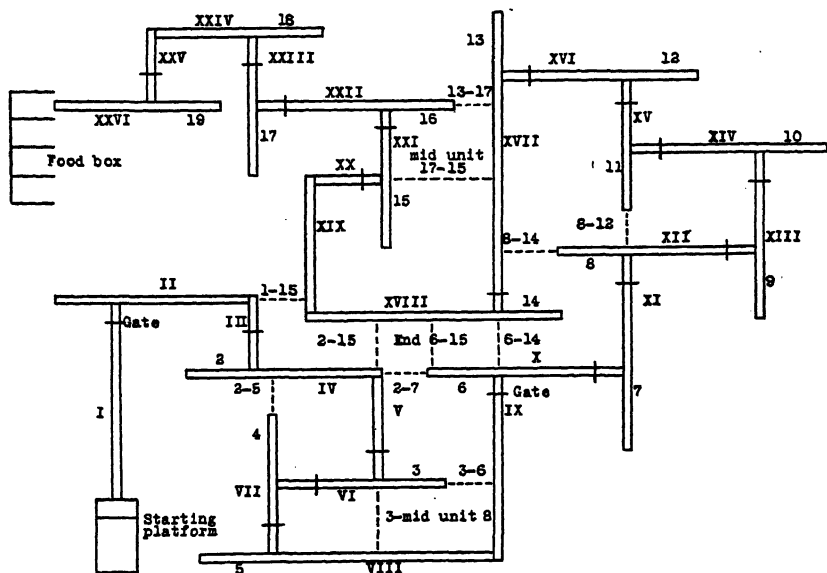 XXIV 18
13
XXV
XXIII
XVI 12
XXII 13-17
XXVI 19
17
16
XV
XIV 10
XXI
XVII
11
Food box
mid unit
XX
17-15
15
XIX
8-12
8-14
XII
XIII
8
9
II
1-15
XVIII
14
XI
Gate
III
2-15 End 6-15 6-14
2
X
2-5 IV 2-7 6 Gate
7
I
V
IX
4
3 3-6
VII
VI
3-mid unit 8
Starting
platform
5
VIII